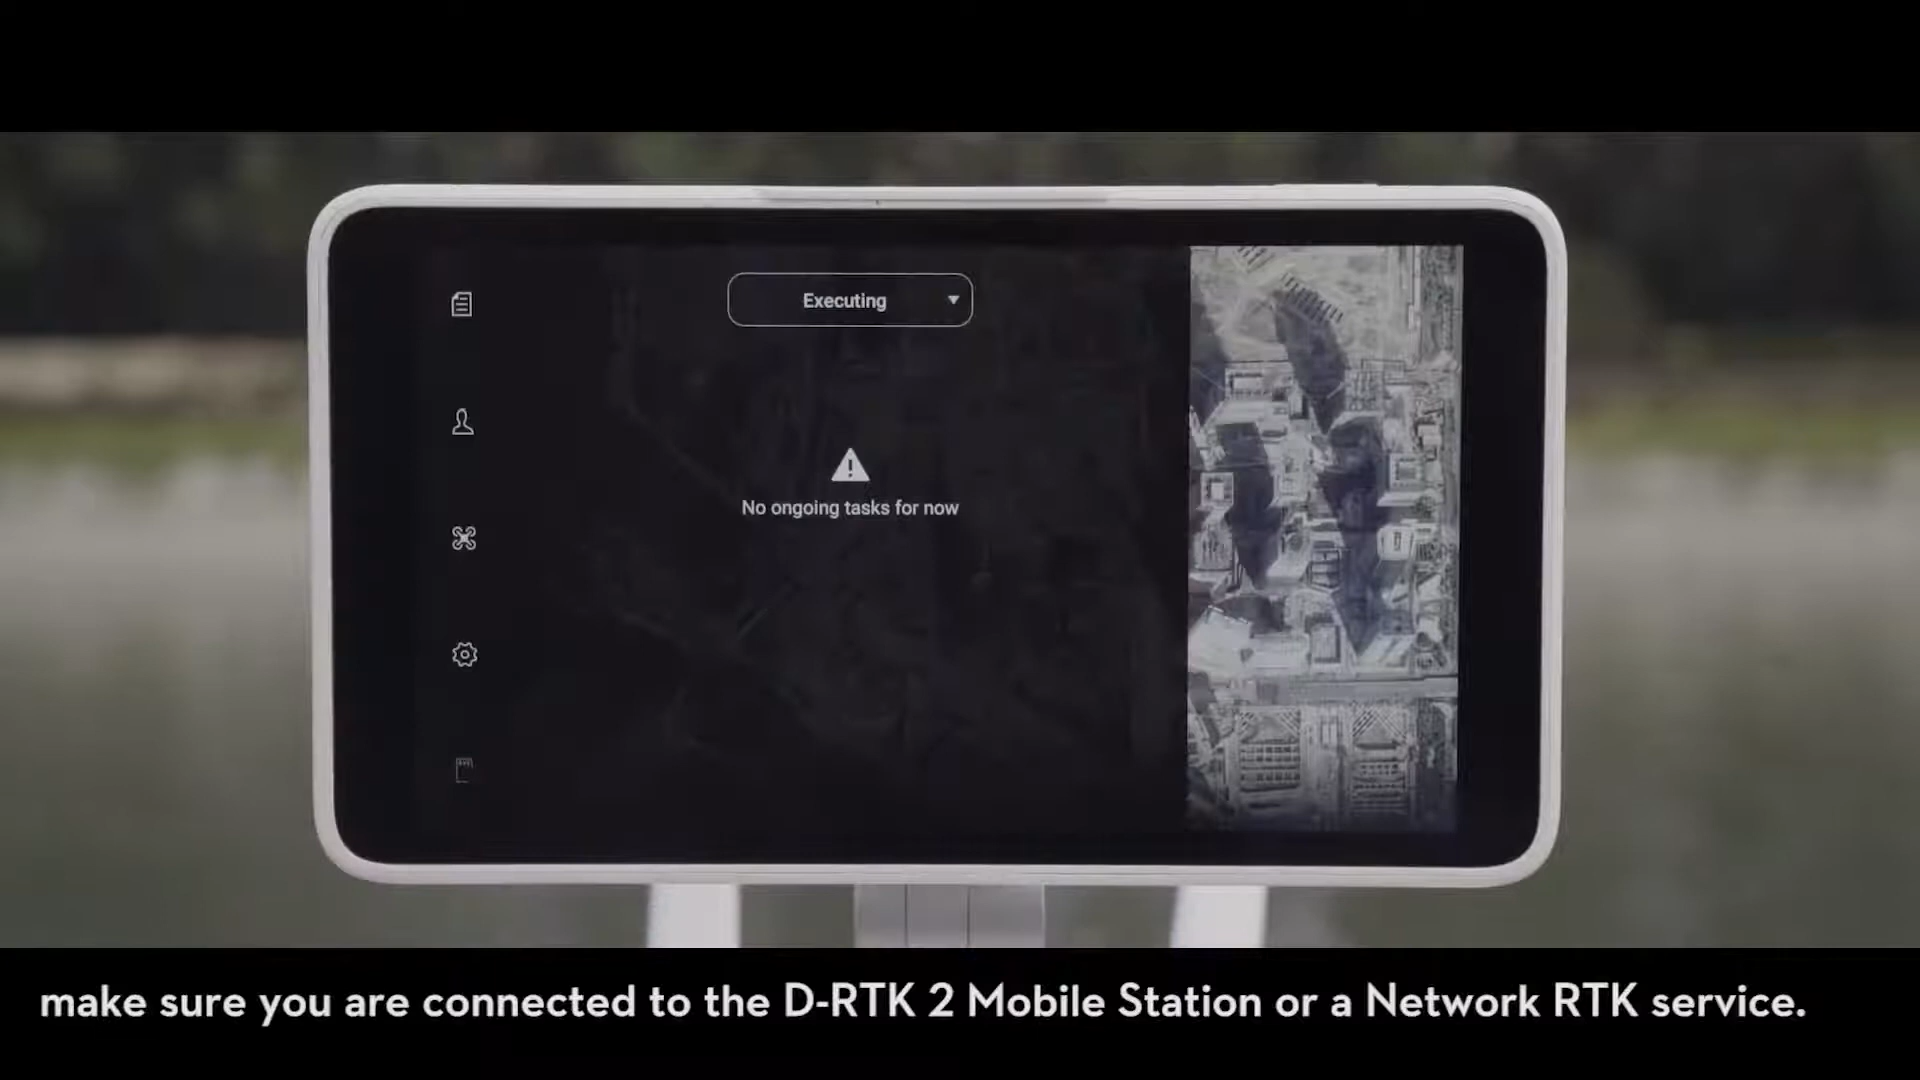 Executing
No ongoing tasks for now
make sure you are connected to the D-RTK 2 Mobile Station or a Network RTK service.